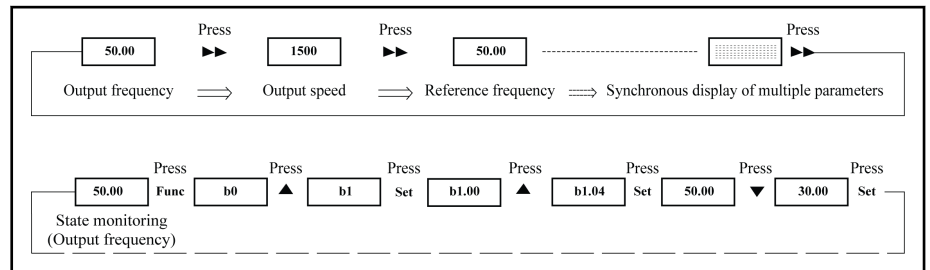 Press Press Press
50.00 ►► 1500 ►► 50.00 ►►
Output frequency ⟹ Output speed ⟹ Reference frequency ⟹ Synchronous display of multiple parameters
Press Press Press Press Press Press Press
50.00 Func b0 ▲ b1 Set b1.00 ▲ b1.04 Set 50.00 ▼ 30.00 Set
State monitoring
(Output frequency)